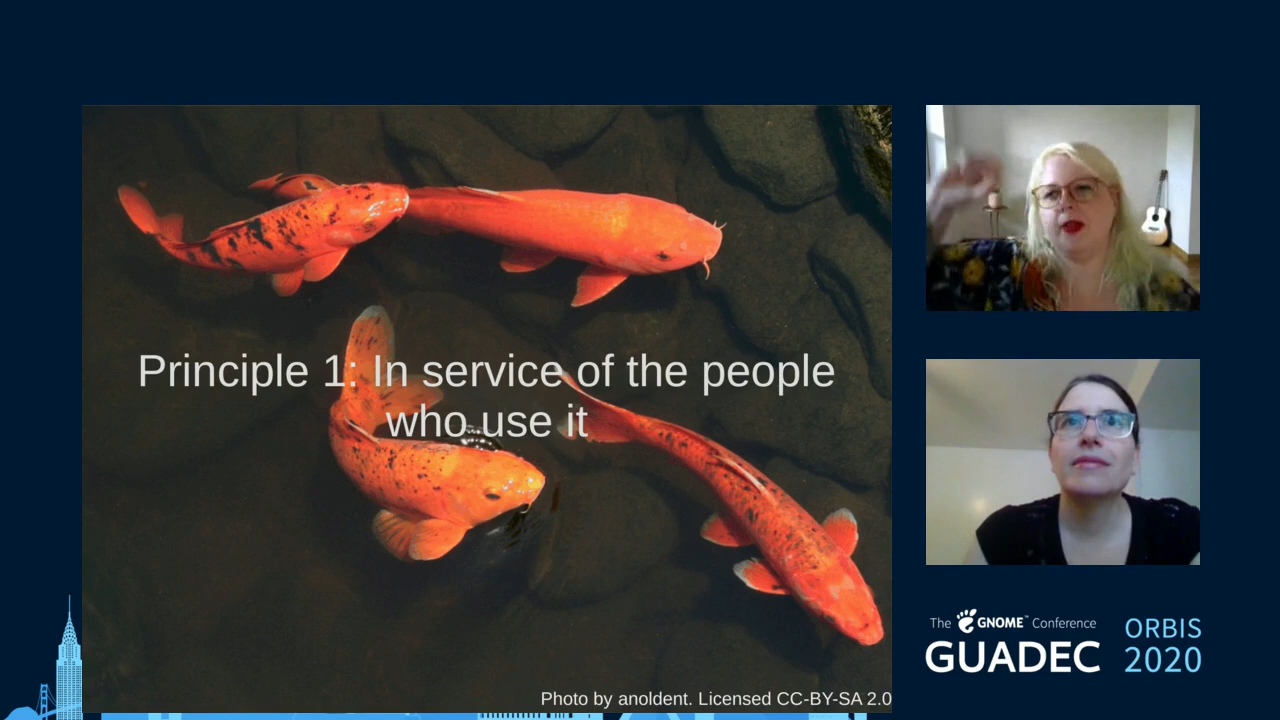 Principle 1: In service of the people
who use it
Photo by anoldent. Licensed CC-BY-SA 2.0
The GNOME™ Conference
GUADEC
ORBIS
2020